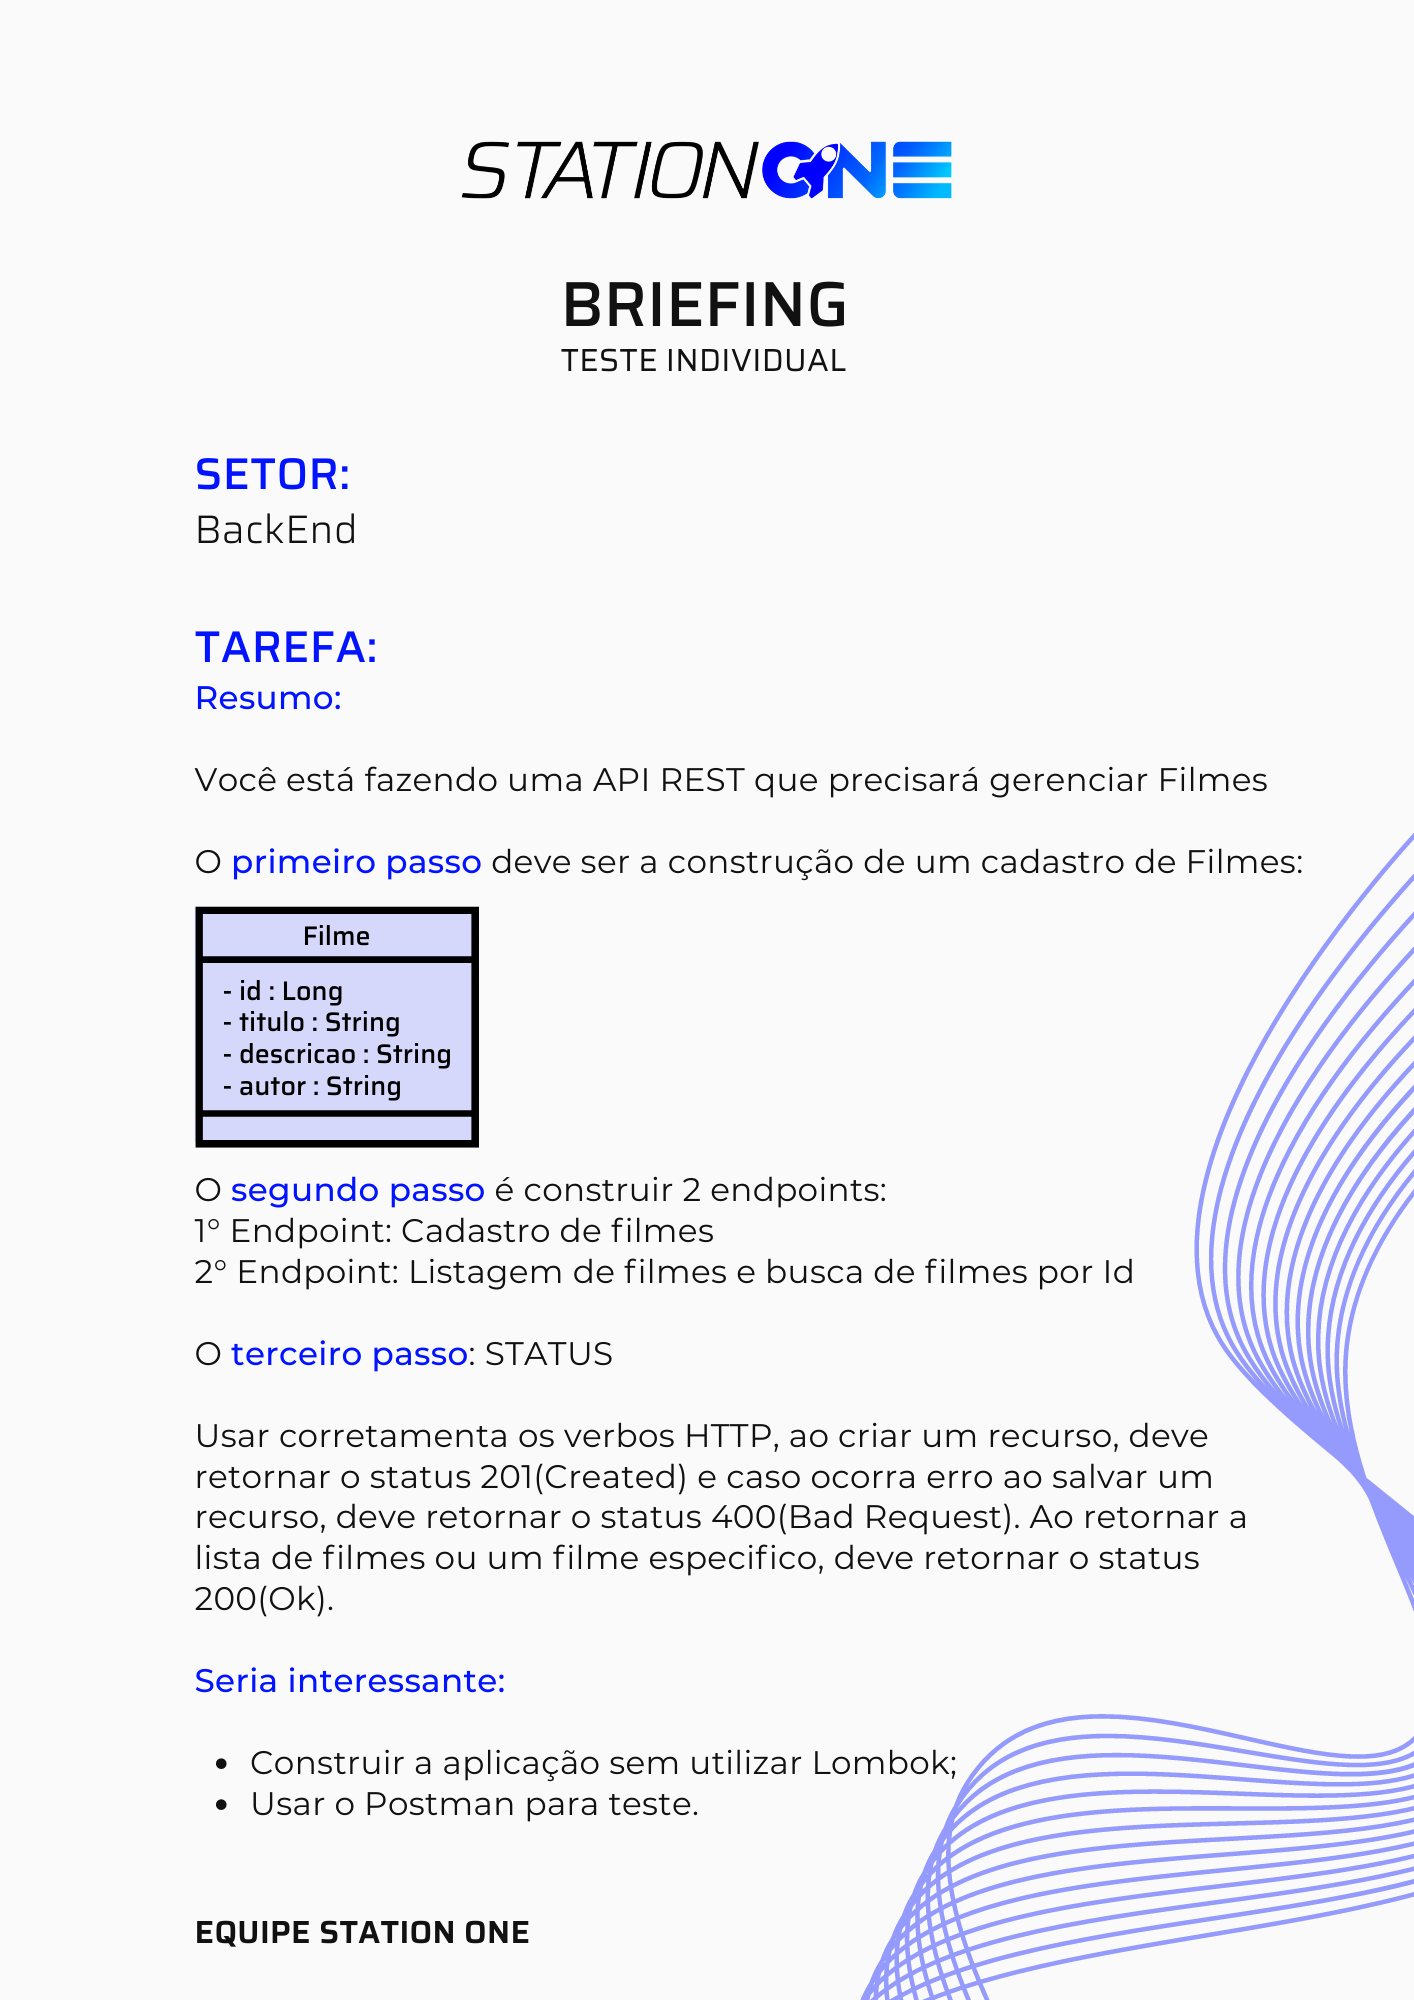 STATIONONE
BRIEFING
TESTE INDIVIDUAL
SETOR:
BackEnd
TAREFA:
Resumo:
Você está fazendo uma API REST que precisará gerenciar Filmes
O primeiro passo deve ser a construção de um cadastro de Filmes:
Filme
- id : Long
- titulo : String
- descricao : String
- autor : String
O segundo passo é construir 2 endpoints:
1° Endpoint: Cadastro de filmes
2° Endpoint: Listagem de filmes e busca de filmes por Id
O terceiro passo: STATUS
Usar corretamenta os verbos HTTP, ao criar um recurso, deve
retornar o status 201(Created) e caso ocorra erro ao salvar um
recurso, deve retornar o status 400(Bad Request). Ao retornar a
lista de filmes ou um filme especifico, deve retornar o status
200(Ok).
Seria interessante:
• Construir a aplicação sem utilizar Lombok;
• Usar o Postman para teste.
EQUIPE STATION ONE